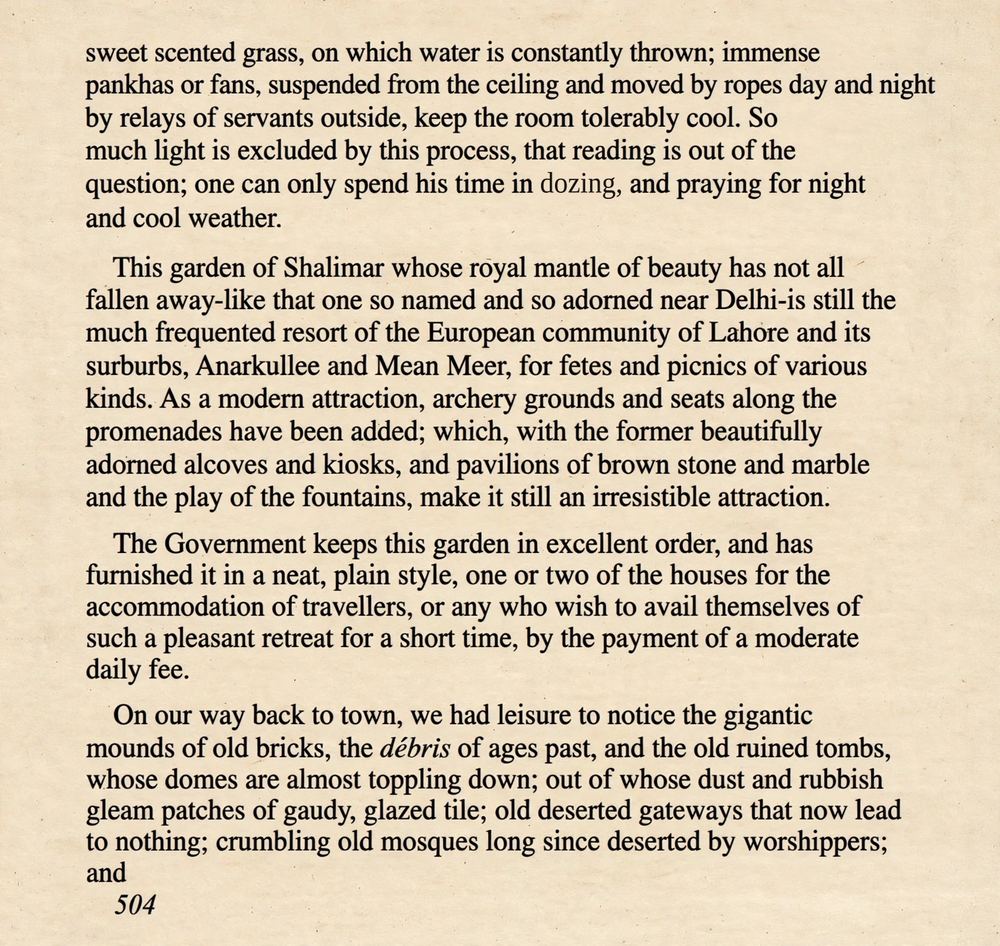 sweet scented grass, on which water is constantly thrown; immense
pankhas or fans, suspended from the ceiling and moved by ropes day and night
by relays of servants outside, keep the room tolerably cool. So
much light is excluded by this process, that reading is out of the
question; one can only spend his time in dozing, and praying for night
and cool weather.
This garden of Shalimar whose royal mantle of beauty has not all
fallen away-like that one so named and so adorned near Delhi-is still the
much frequented resort of the European community of Lahore and its
surburbs, Anarkullee and Mean Meer, for fetes and picnics of various
kinds. As a modern attraction, archery grounds and seats along the
promenades have been added; which, with the former beautifully
adorned alcoves and kiosks, and pavilions of brown stone and marble
and the play of the fountains, make it still an irresistible attraction.
The Government keeps this garden in excellent order, and has
furnished it in a neat, plain style, one or two of the houses for the
accommodation of travellers, or any who wish to avail themselves of
such a pleasant retreat for a short time, by the payment of a moderate
daily fee.
On our way back to town, we had leisure to notice the gigantic
mounds of old bricks, the débris of ages past, and the old ruined tombs,
whose domes are almost toppling down; out of whose dust and rubbish
gleam patches of gaudy, glazed tile; old deserted gateways that now lead
to nothing; crumbling old mosques long since deserted by worshippers;
and
504